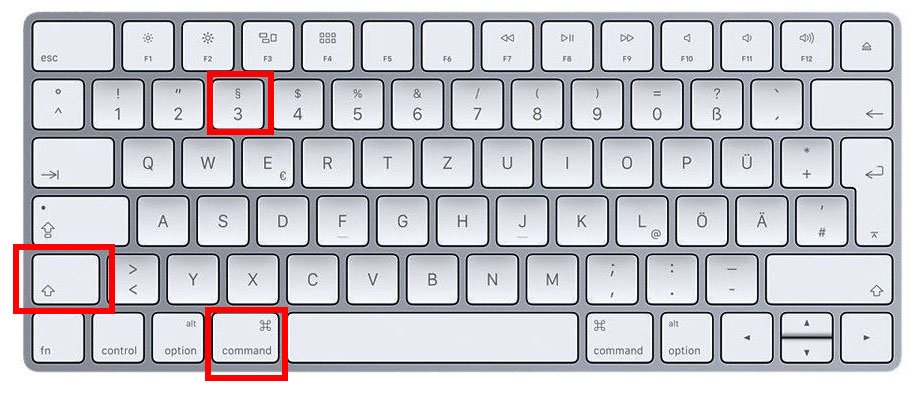 esc F1 F2 F3 F4 F5 F6 F7 F8 F9 F10 F11 F12
° ! " § $ % & / ( ) = ? `
^ 1 2 3 4 5 6 7 8 9 0 ß ´
Q W E € R T Z U I O P Ü * +
A S D F G H J K L @ Ö Ä ' #
> < Y X C V B N M ; , : . _ -
fn control alt option ⌘ command ⌘ command alt option